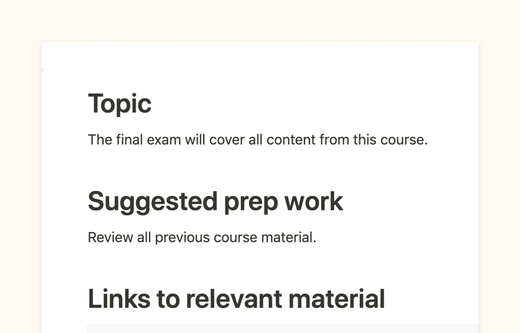 Topic
The final exam will cover all content from this course.
Suggested prep work
Review all previous course material.
Links to relevant material